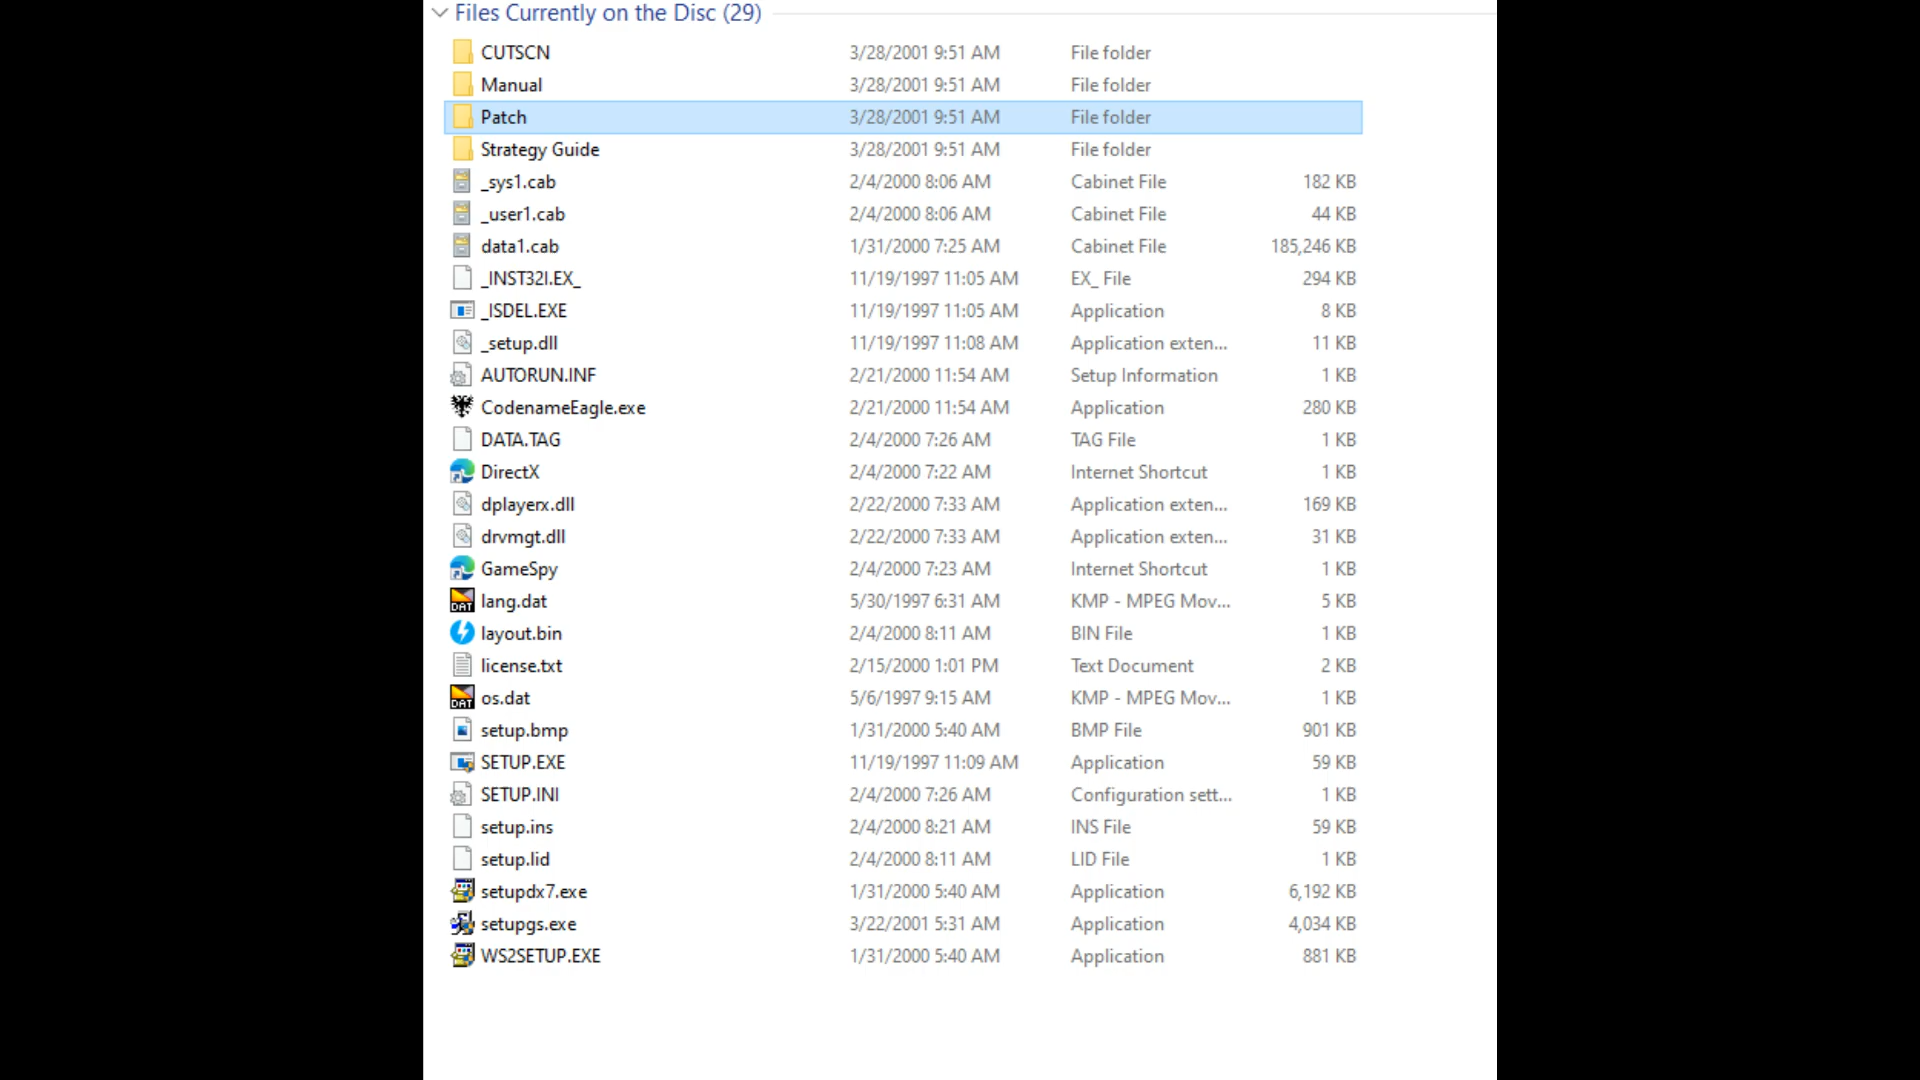 Files Currently on the Disc (29)
CUTSCN 3/28/2001 9:51 AM File folder
Manual 3/28/2001 9:51 AM File folder
Patch 3/28/2001 9:51 AM File folder
Strategy Guide 3/28/2001 9:51 AM File folder
_sys1.cab 2/4/2000 8:06 AM Cabinet File 182 KB
_user1.cab 2/4/2000 8:06 AM Cabinet File 44 KB
data1.cab 1/31/2000 7:25 AM Cabinet File 185,246 KB
_INST32I.EX_ 11/19/1997 11:05 AM EX_ File 294 KB
_ISDEL.EXE 11/19/1997 11:05 AM Application 8 KB
_setup.dll 11/19/1997 11:08 AM Application exten... 11 KB
AUTORUN.INF 2/21/2000 11:54 AM Setup Information 1 KB
CodenameEagle.exe 2/21/2000 11:54 AM Application 280 KB
DATA.TAG 2/4/2000 7:26 AM TAG File 1 KB
DirectX 2/4/2000 7:22 AM Internet Shortcut 1 KB
dplayerx.dll 2/22/2000 7:33 AM Application exten... 169 KB
drvmgt.dll 2/22/2000 7:33 AM Application exten... 31 KB
GameSpy 2/4/2000 7:23 AM Internet Shortcut 1 KB
DAT lang.dat 5/30/1997 6:31 AM KMP - MPEG Mov... 5 KB
layout.bin 2/4/2000 8:11 AM BIN File 1 KB
license.txt 2/15/2000 1:01 PM Text Document 2 KB
DAT os.dat 5/6/1997 9:15 AM KMP - MPEG Mov... 1 KB
setup.bmp 1/31/2000 5:40 AM BMP File 901 KB
SETUP.EXE 11/19/1997 11:09 AM Application 59 KB
SETUP.INI 2/4/2000 7:26 AM Configuration sett... 1 KB
setup.ins 2/4/2000 8:21 AM INS File 59 KB
setup.lid 2/4/2000 8:11 AM LID File 1 KB
setupdx7.exe 1/31/2000 5:40 AM Application 6,192 KB
setupgs.exe 3/22/2001 5:31 AM Application 4,034 KB
WS2SETUP.EXE 1/31/2000 5:40 AM Application 881 KB